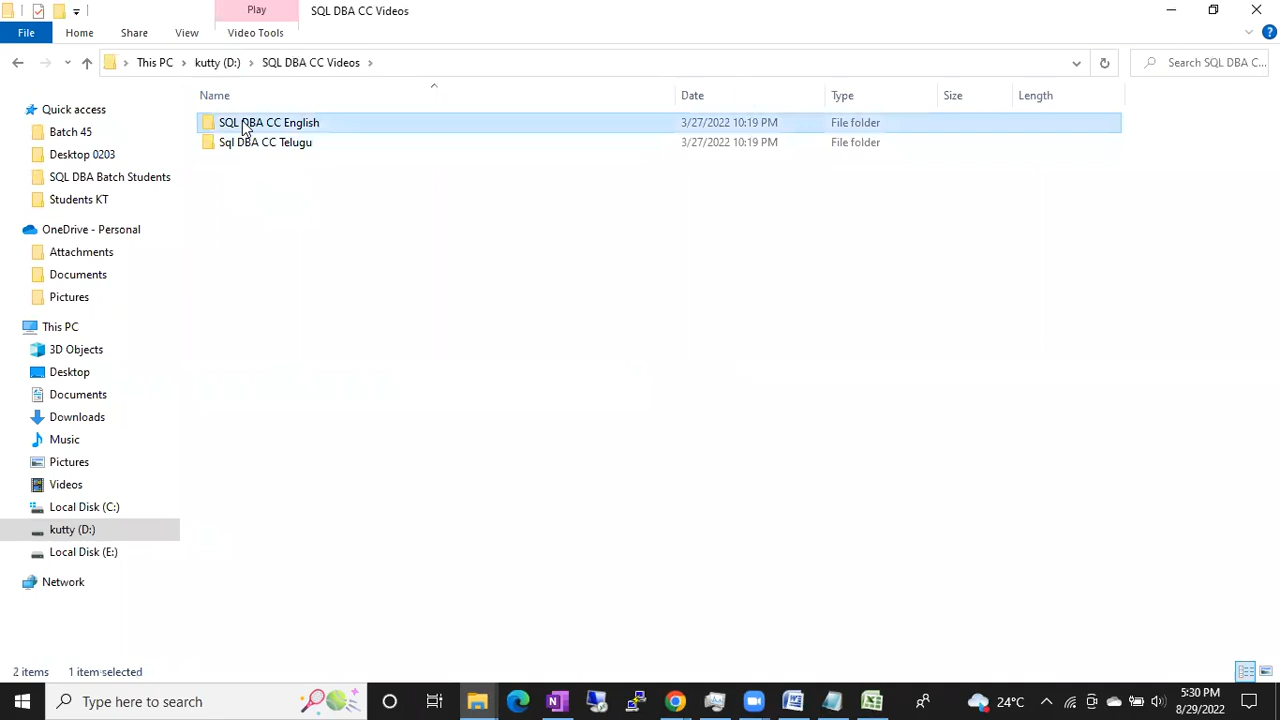 Play
SQL DBA CC Videos
File
Home
Share
View
Video Tools
This PC
kutty (D:)
SQL DBA CC Videos
Search SQL DBA C...
Name
Date
Type
Size
Length
SQL DBA CC English
3/27/2022 10:19 PM
File folder
Sql DBA CC Telugu
3/27/2022 10:19 PM
File folder
Quick access
Batch 45
Desktop 0203
SQL DBA Batch Students
Students KT
OneDrive - Personal
Attachments
Documents
Pictures
This PC
3D Objects
Desktop
Documents
Downloads
Music
Pictures
Videos
Local Disk (C:)
kutty (D:)
Local Disk (E:)
Network
2 items
1 item selected
Type here to search
24°C
5:30 PM
8/29/2022